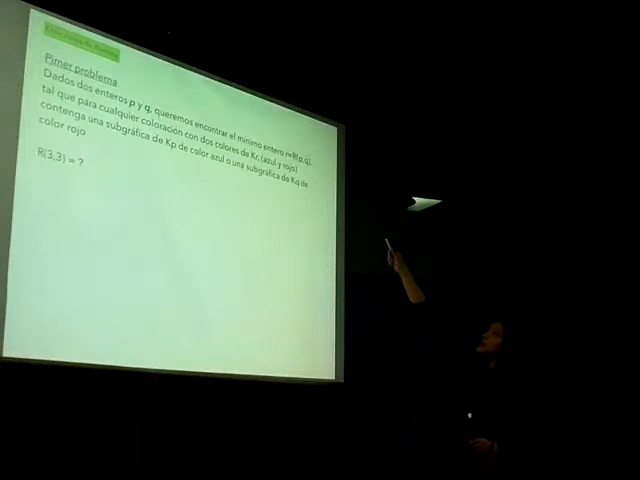 Pimer problema
Dados dos enteros p y q, queremos encontrar el mínimo entero r=R(p,q),
tal que para cualquier coloración con dos colores de Kr, (azul y rojo)
contenga una subgráfica de Kp de color azul o una subgráfica de Kq de
color rojo
R(3,3) = ?